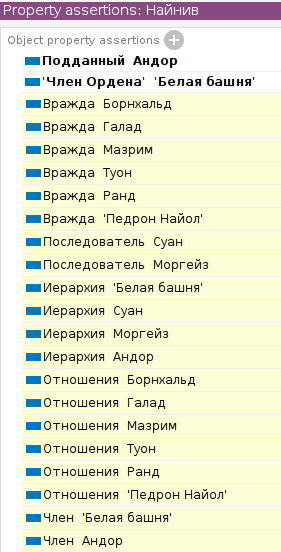 Property assertions: Найнив
Object property assertions
Подданный Андор
'Член Ордена' 'Белая башня'
Вражда Борнхальд
Вражда Галад
Вражда Мазрим
Вражда Туон
Вражда Ранд
Вражда 'Педрон Найол'
Последователь Суан
Последователь Моргейз
Иерархия 'Белая башня'
Иерархия Суан
Иерархия Моргейз
Иерархия Андор
Отношения Борнхальд
Отношения Галад
Отношения Мазрим
Отношения Туон
Отношения Ранд
Отношения 'Педрон Найол'
Член 'Белая башня'
Член Андор